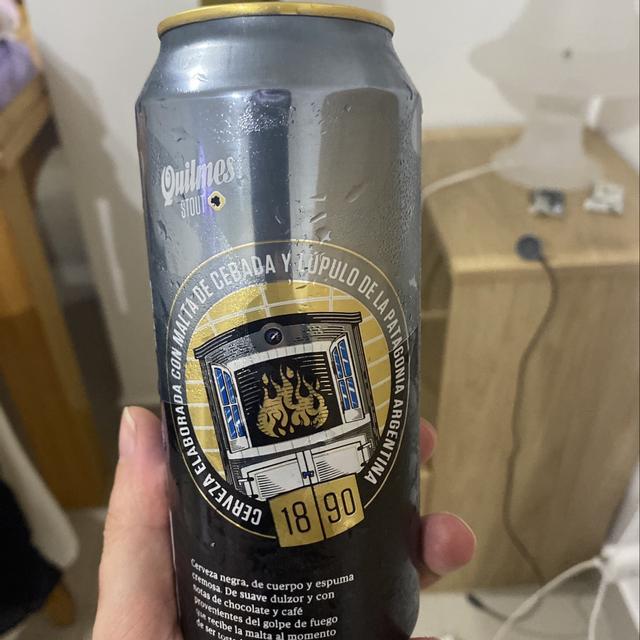 Quilmes
STOUT
CERVEZA ELABORADA CON MALTA DE CEBADA Y LÚPULO DE LA PATAGONIA ARGENTINA
18 90
Cerveza negra, de cuerpo y espuma
cremosa. De suave dulzor y con
notas de chocolate y café
provenientes del golpe de fuego
que recibe la malta al momento
de ser